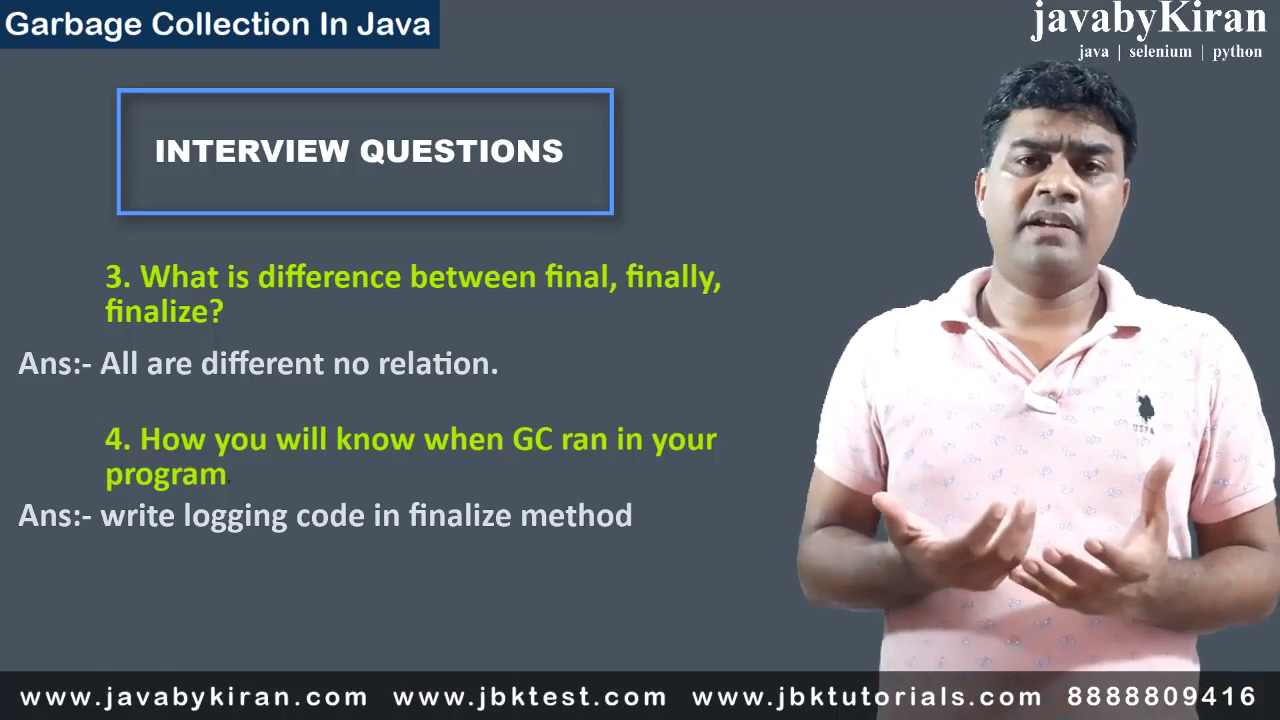 Garbage Collection In Java
javabyKiran
java | selenium | python
INTERVIEW QUESTIONS
3. What is difference between final, finally,
finalize?
Ans:- All are different no relation.
4. How you will know when GC ran in your
program.
Ans:- write logging code in finalize method
USPA
www.javabykiran.com www.jbktest.com www.jbktutorials.com 8888809416